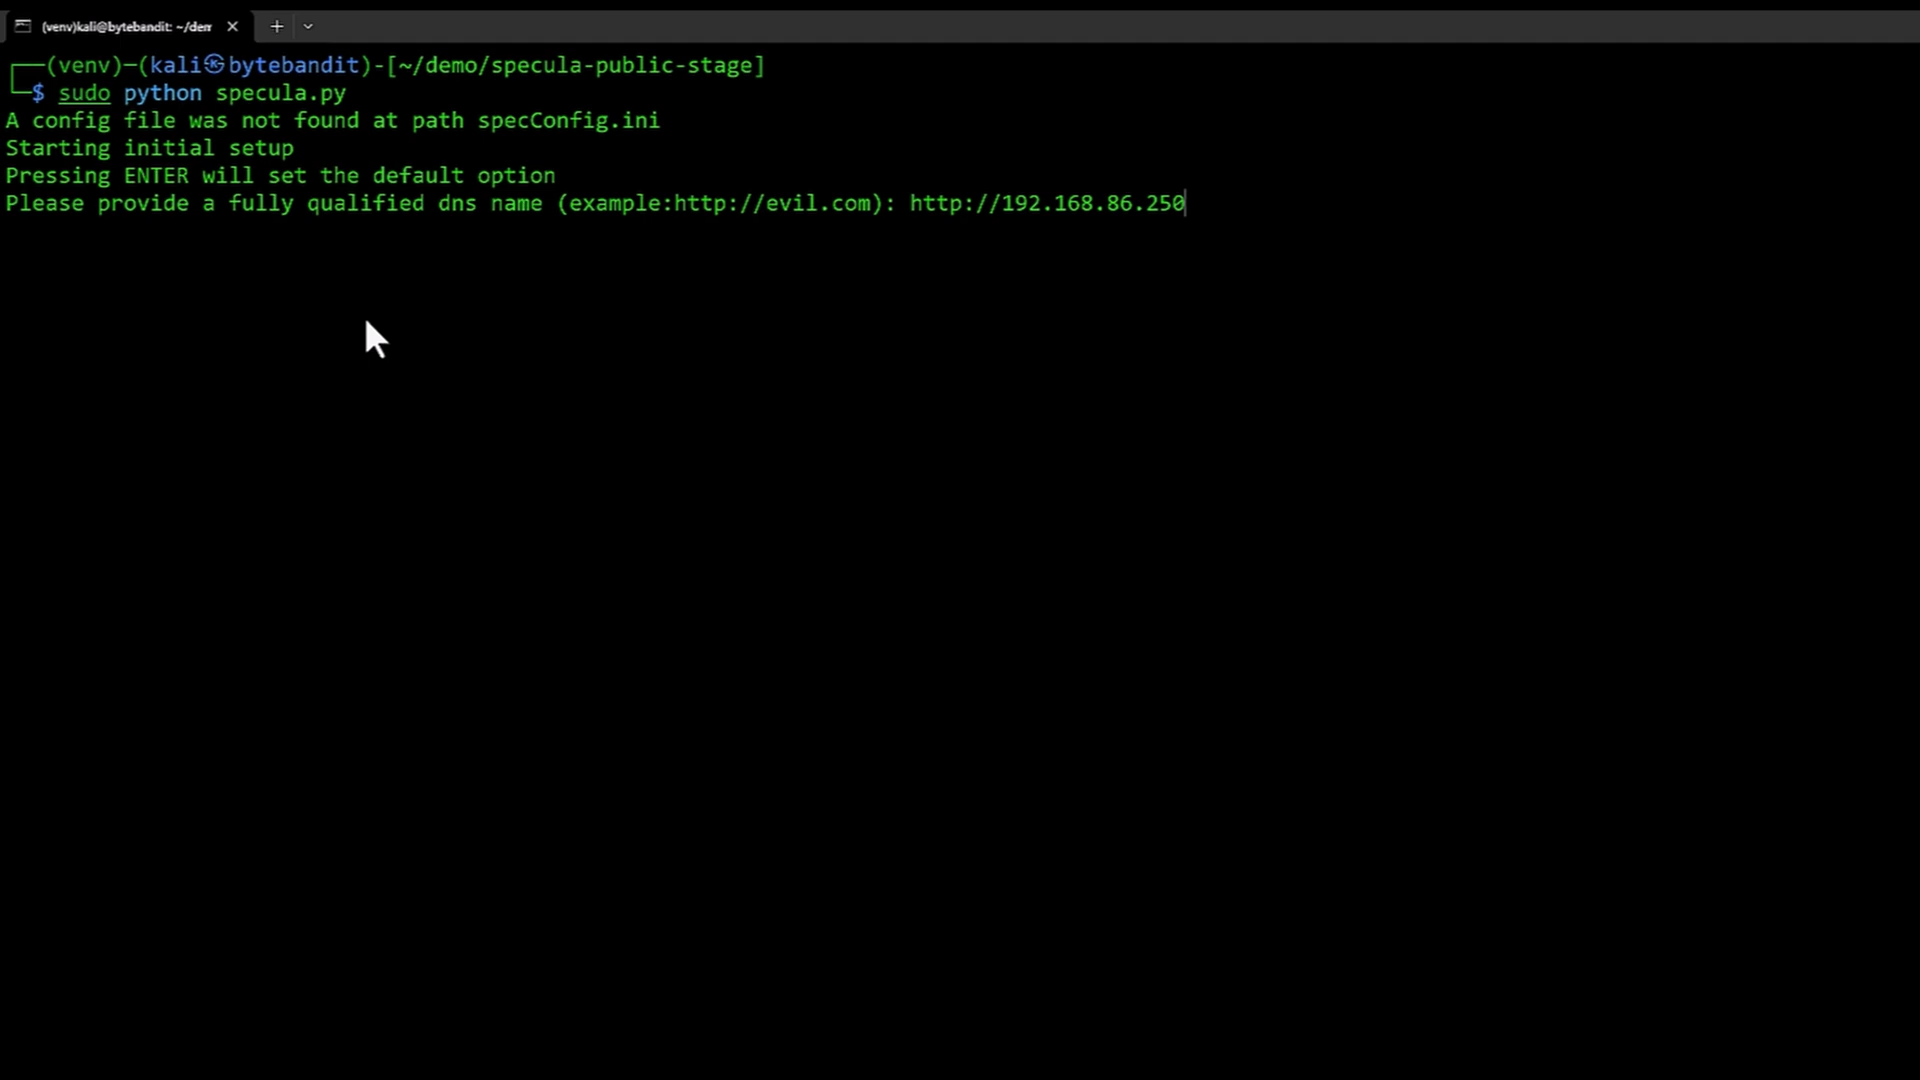 (venv)kali@bytebandit: ~/dem
┌──(venv)─(kali㉿bytebandit)-[~/demo/specula-public-stage]
└─$ sudo python specula.py
A config file was not found at path specConfig.ini
Starting initial setup
Pressing ENTER will set the default option
Please provide a fully qualified dns name (example:http://evil.com): http://192.168.86.250